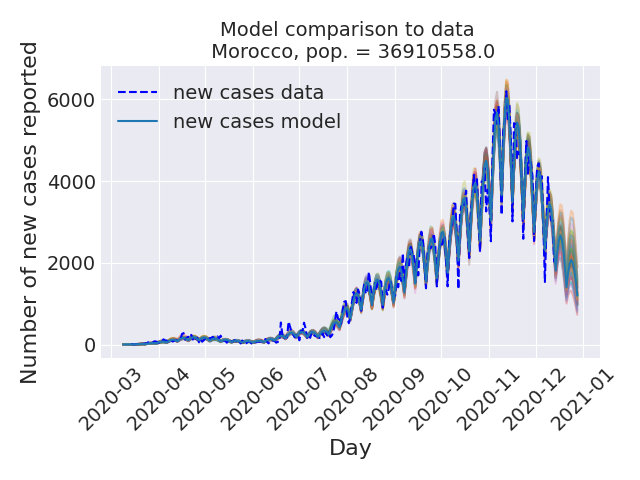 Model comparison to data
Morocco, pop. = 36910558.0
Number of new cases reported
6000
4000
2000
0
new cases data
new cases model
2020-03
2020-04
2020-05
2020-06
2020-07
2020-08
2020-09
2020-10
2020-11
2020-12
2021-01
Day